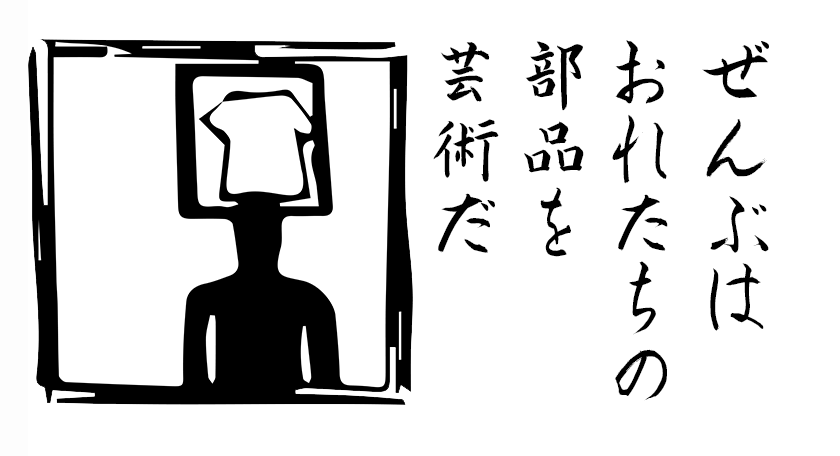 ぜんぶは
おれたちの
部品を
芸術だ